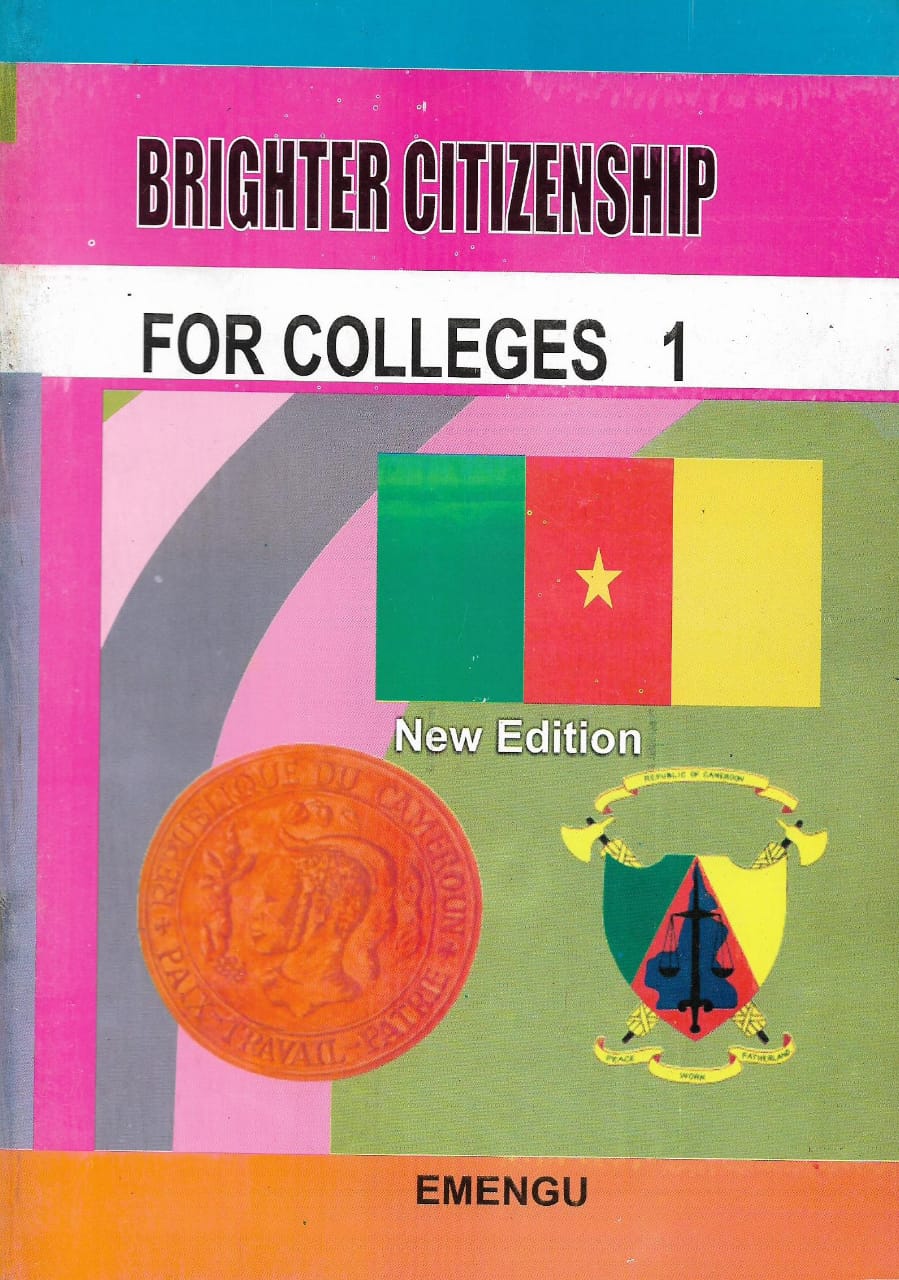 BRIGHTER CITIZENSHIP
FOR COLLEGES 1
New Edition
REPUBLIQUE DU CAMEROUN
PAIX - TRAVAIL - PATRIE
REPUBLIC OF CAMEROON
PEACE
WORK
FATHERLAND
EMENGU